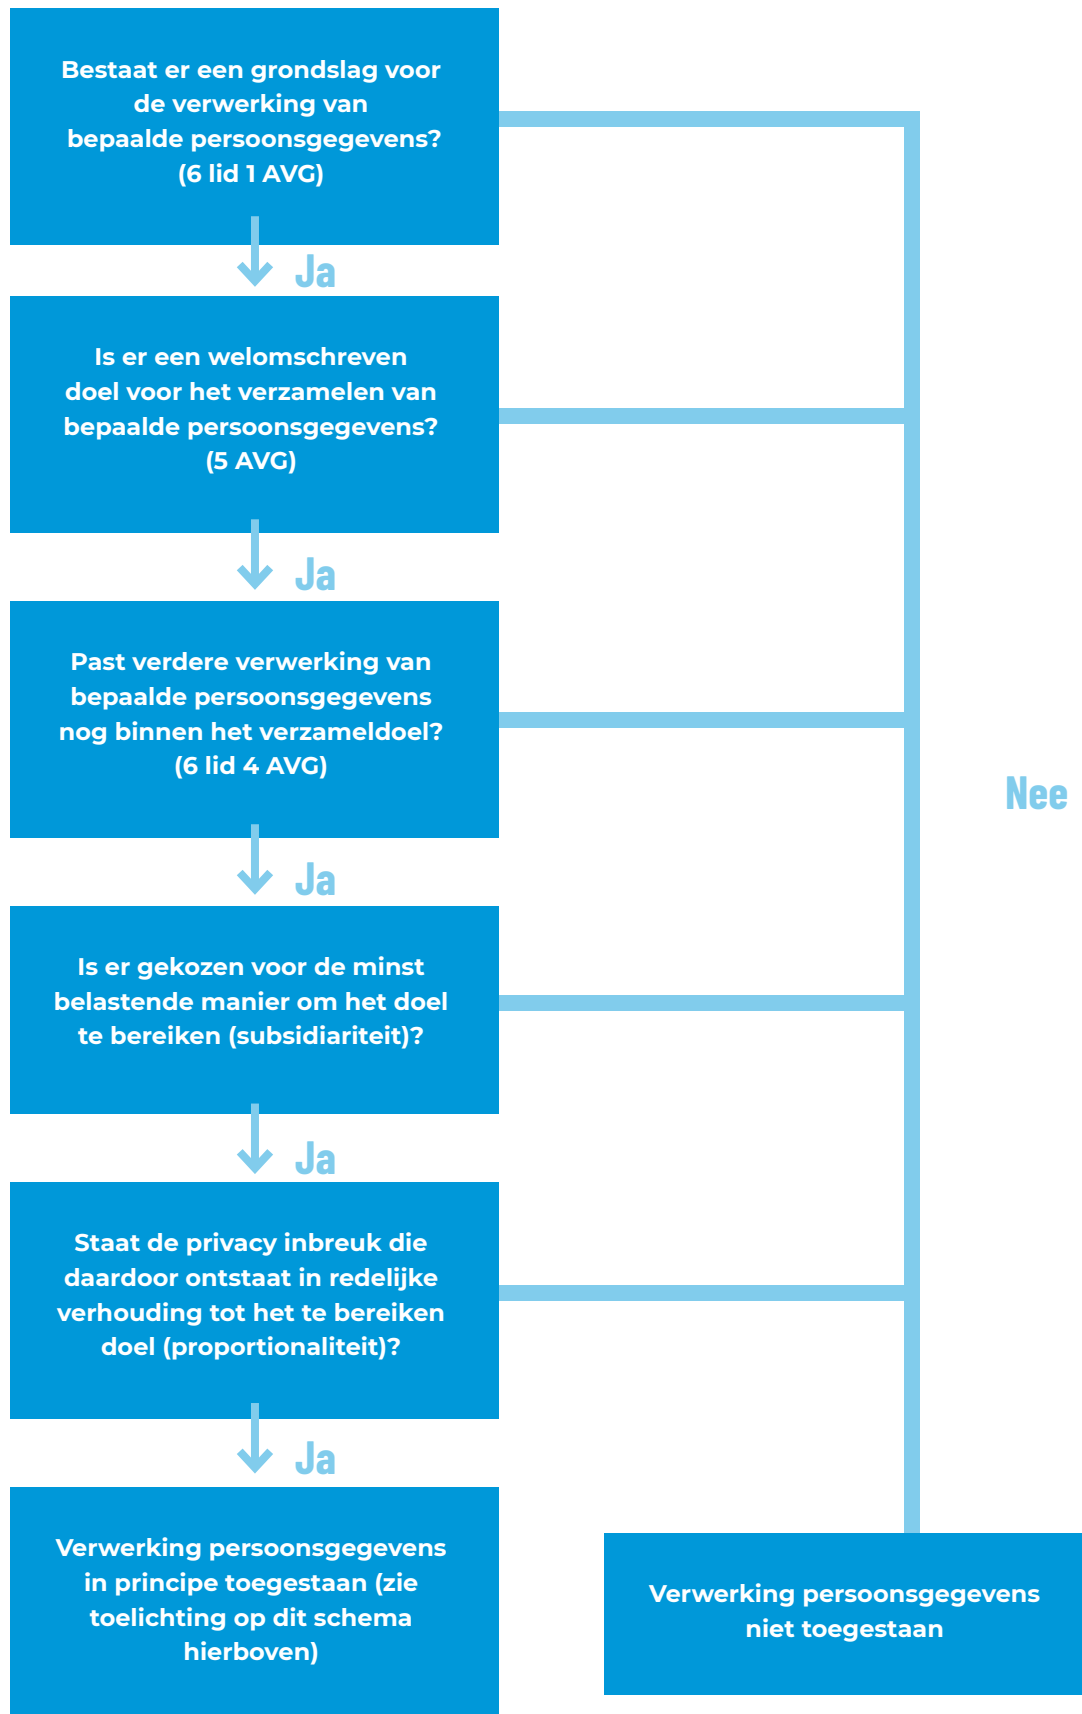 Bestaat er een grondslag voor
de verwerking van
bepaalde persoonsgegevens?
(6 lid 1 AVG)
Ja
Is er een welomschreven
doel voor het verzamelen van
bepaalde persoonsgegevens?
(5 AVG)
Ja
Past verdere verwerking van
bepaalde persoonsgegevens
nog binnen het verzameldoel?
(6 lid 4 AVG)
Nee
Ja
Is er gekozen voor de minst
belastende manier om het doel
te bereiken (subsidiariteit)?
Ja
Staat de privacy inbreuk die
daardoor ontstaat in redelijke
verhouding tot het te bereiken
doel (proportionaliteit)?
Ja
Verwerking persoonsgegevens
in principe toegestaan (zie
toelichting op dit schema
hierboven)
Verwerking persoonsgegevens
niet toegestaan